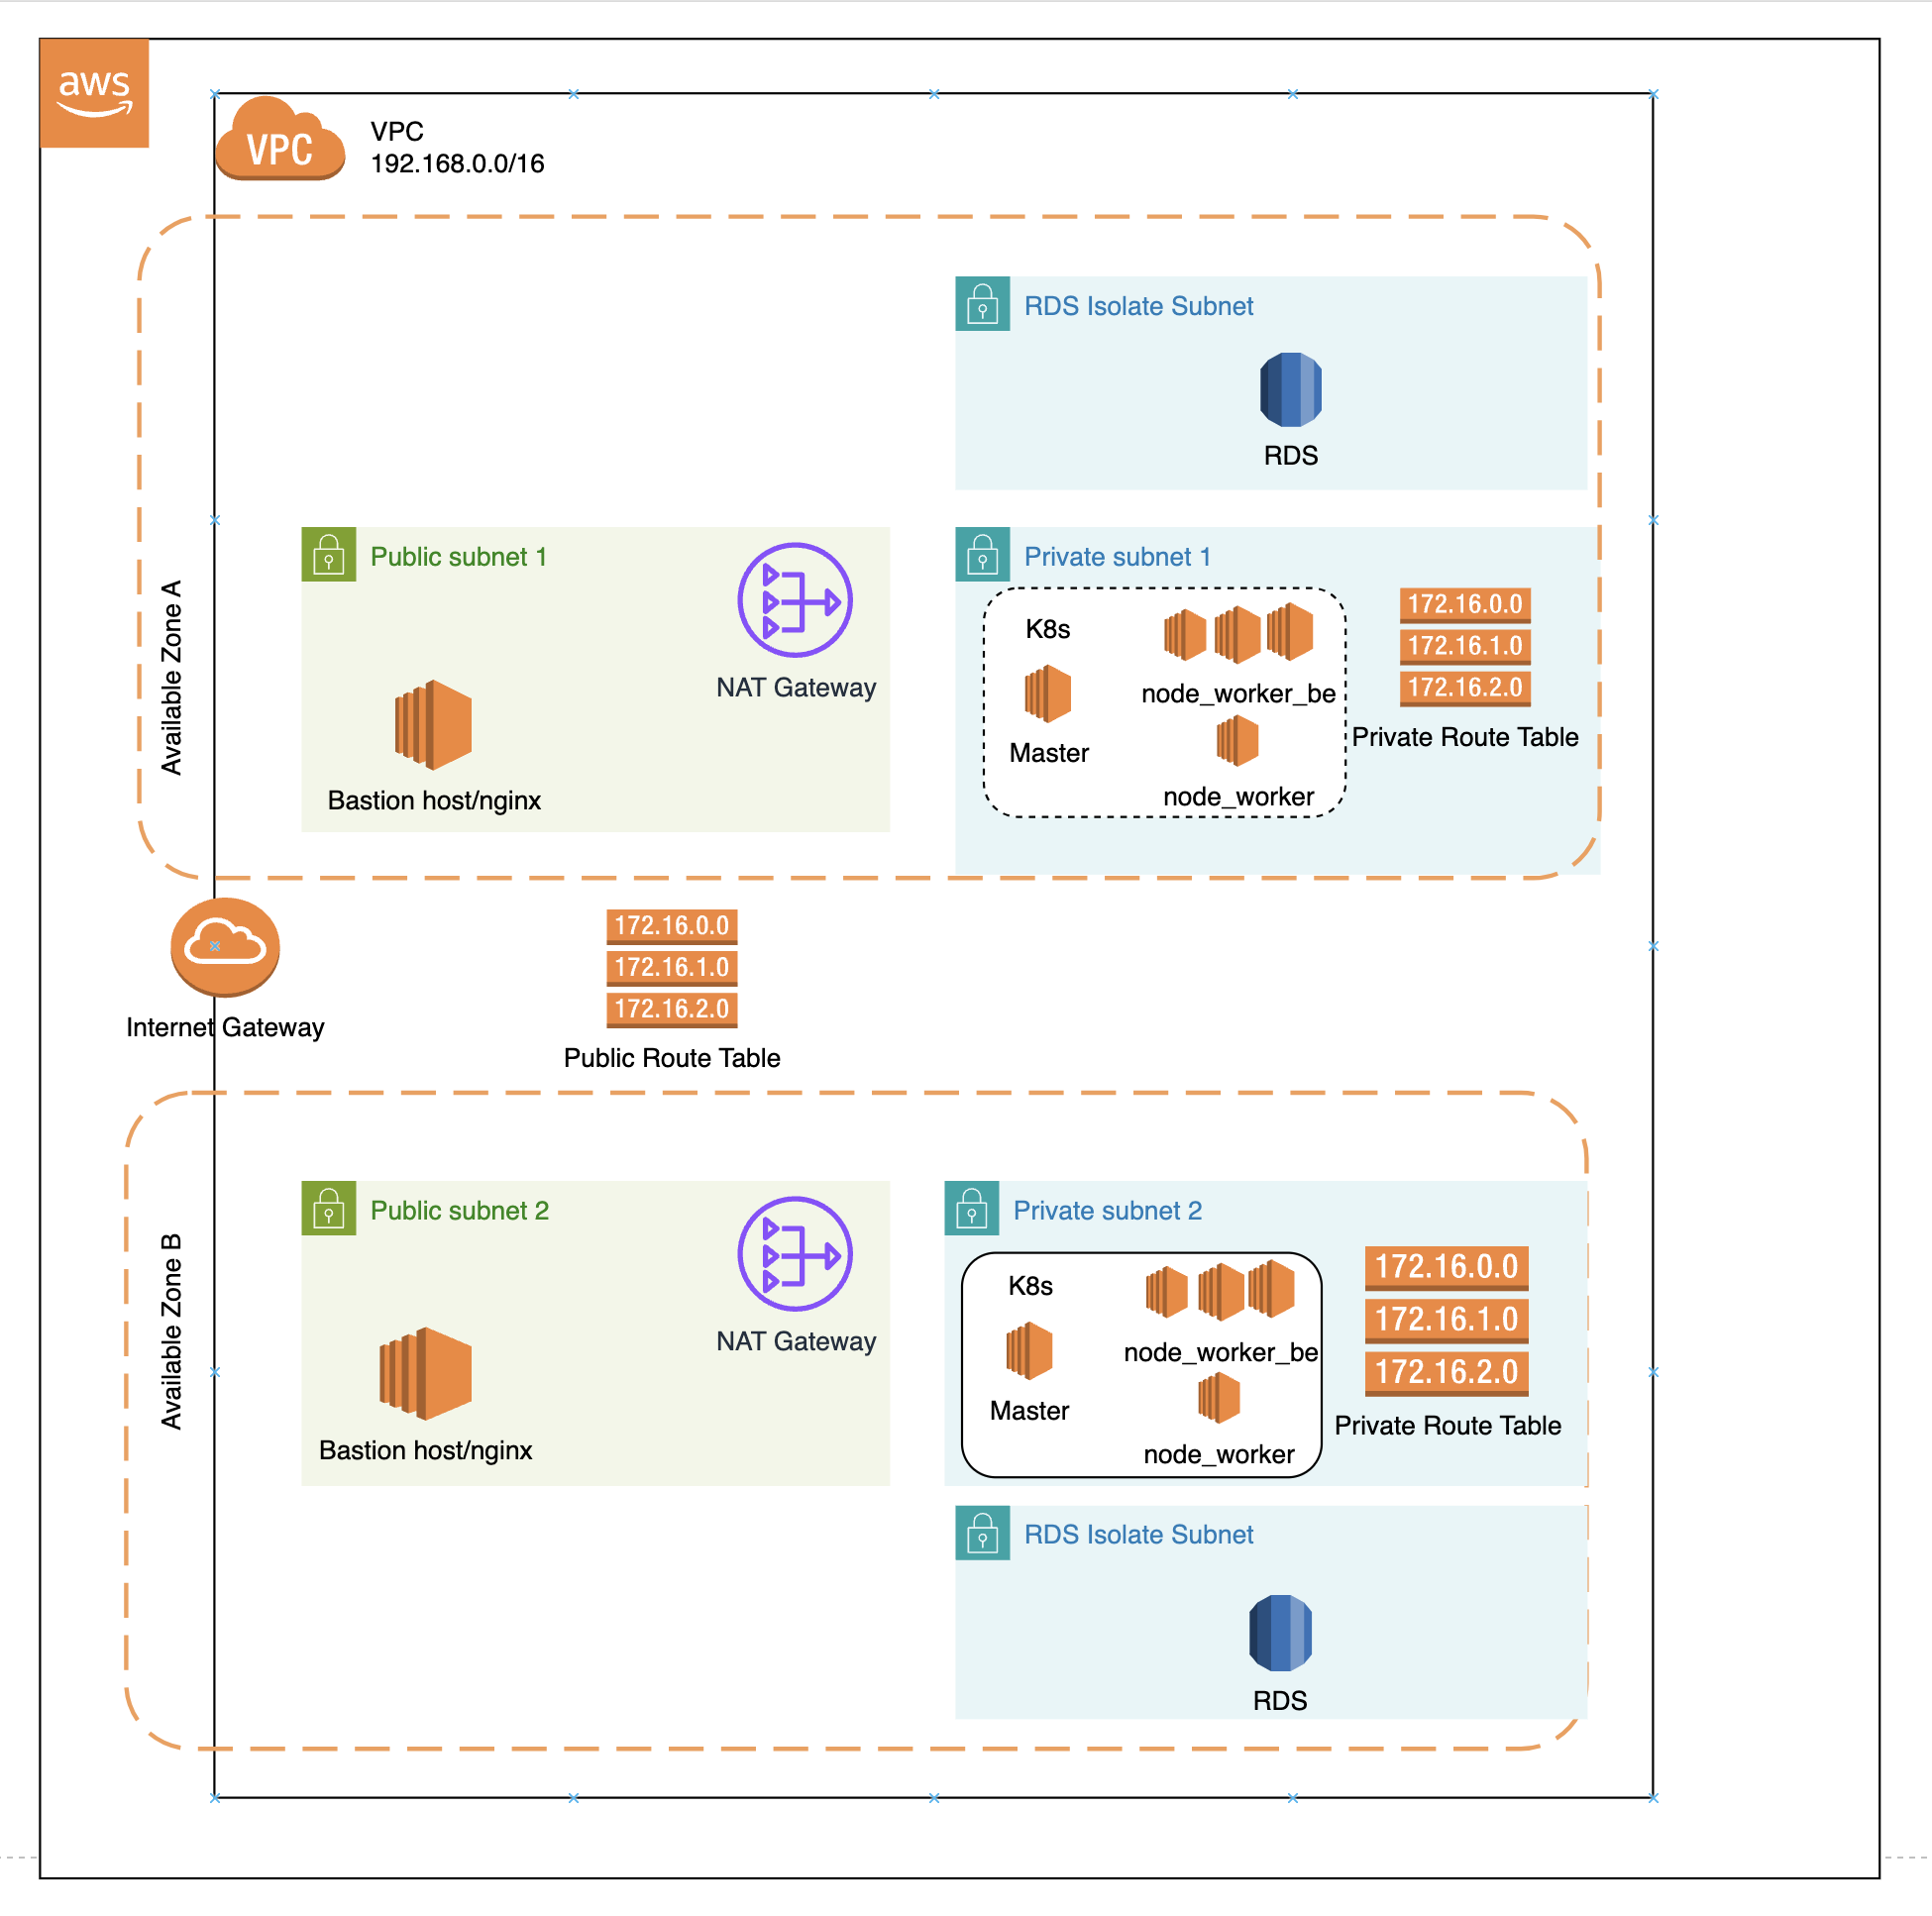 aws
VPC
VPC
192.168.0.0/16
Available Zone A
RDS Isolate Subnet
RDS
Public subnet 1
NAT Gateway
Bastion host/nginx
Private subnet 1
K8s
Master
node_worker_be
node_worker
172.16.0.0
172.16.1.0
172.16.2.0
Private Route Table
Internet Gateway
172.16.0.0
172.16.1.0
172.16.2.0
Public Route Table
Available Zone B
Public subnet 2
NAT Gateway
Bastion host/nginx
Private subnet 2
K8s
Master
node_worker_be
node_worker
172.16.0.0
172.16.1.0
172.16.2.0
Private Route Table
RDS Isolate Subnet
RDS